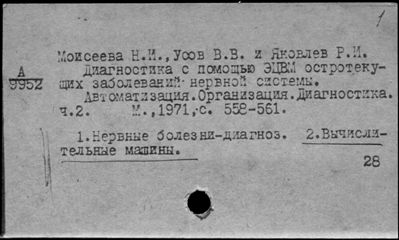 1
Моисеева Н.И., Усов В.В. и Яковлев Р.И.
Диагностика с помощью ЭЦВМ остротеку-
А
9952
щих заболеваний нервной системы.
Автоматизация. Организация. Диагностика.
ч.2. М., 1971, с. 558-561.
1.Нервные болезни-диагноз. 2.Вычисли-
тельные машины.
28